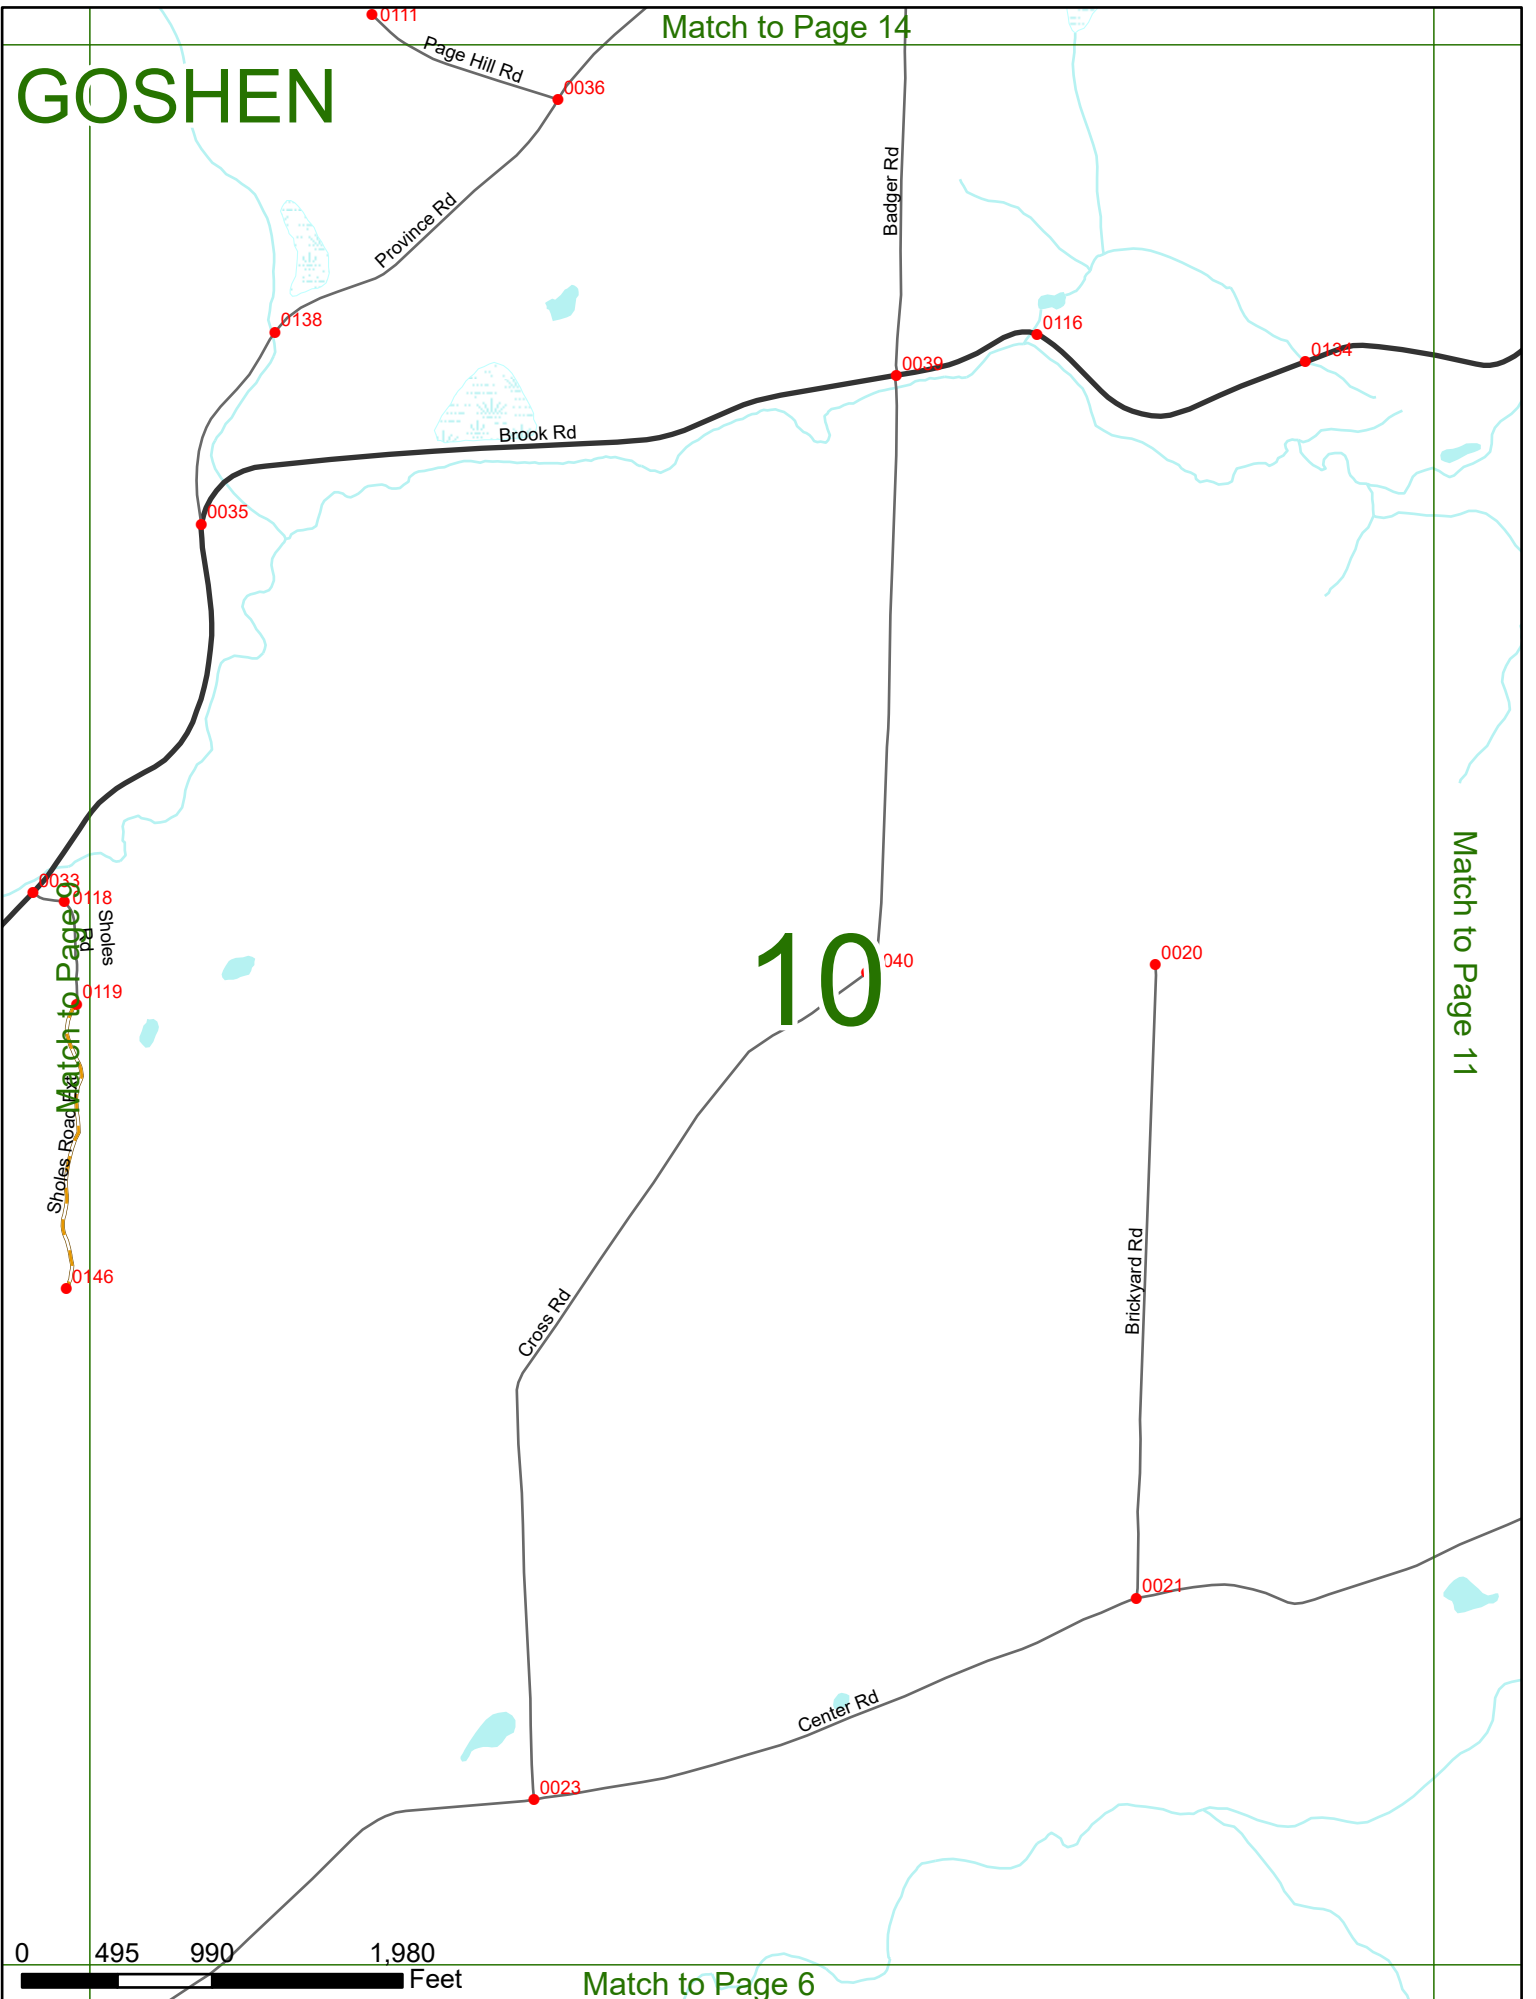 0111
Match to Page 14
Page Hill Rd
GOSHEN
0036
Badger Rd
Province Rd
0138
0116
0039
0134
Brook Rd
0035
Match to Page 11
0033
0118
Match to Page 9
Sholes
Rd
10
040
0020
0119
Sholes Road Ext
Brickyard Rd
0146
Cross Rd
0021
Center Rd
0023
0 495 990 1,980
Feet
Match to Page 6